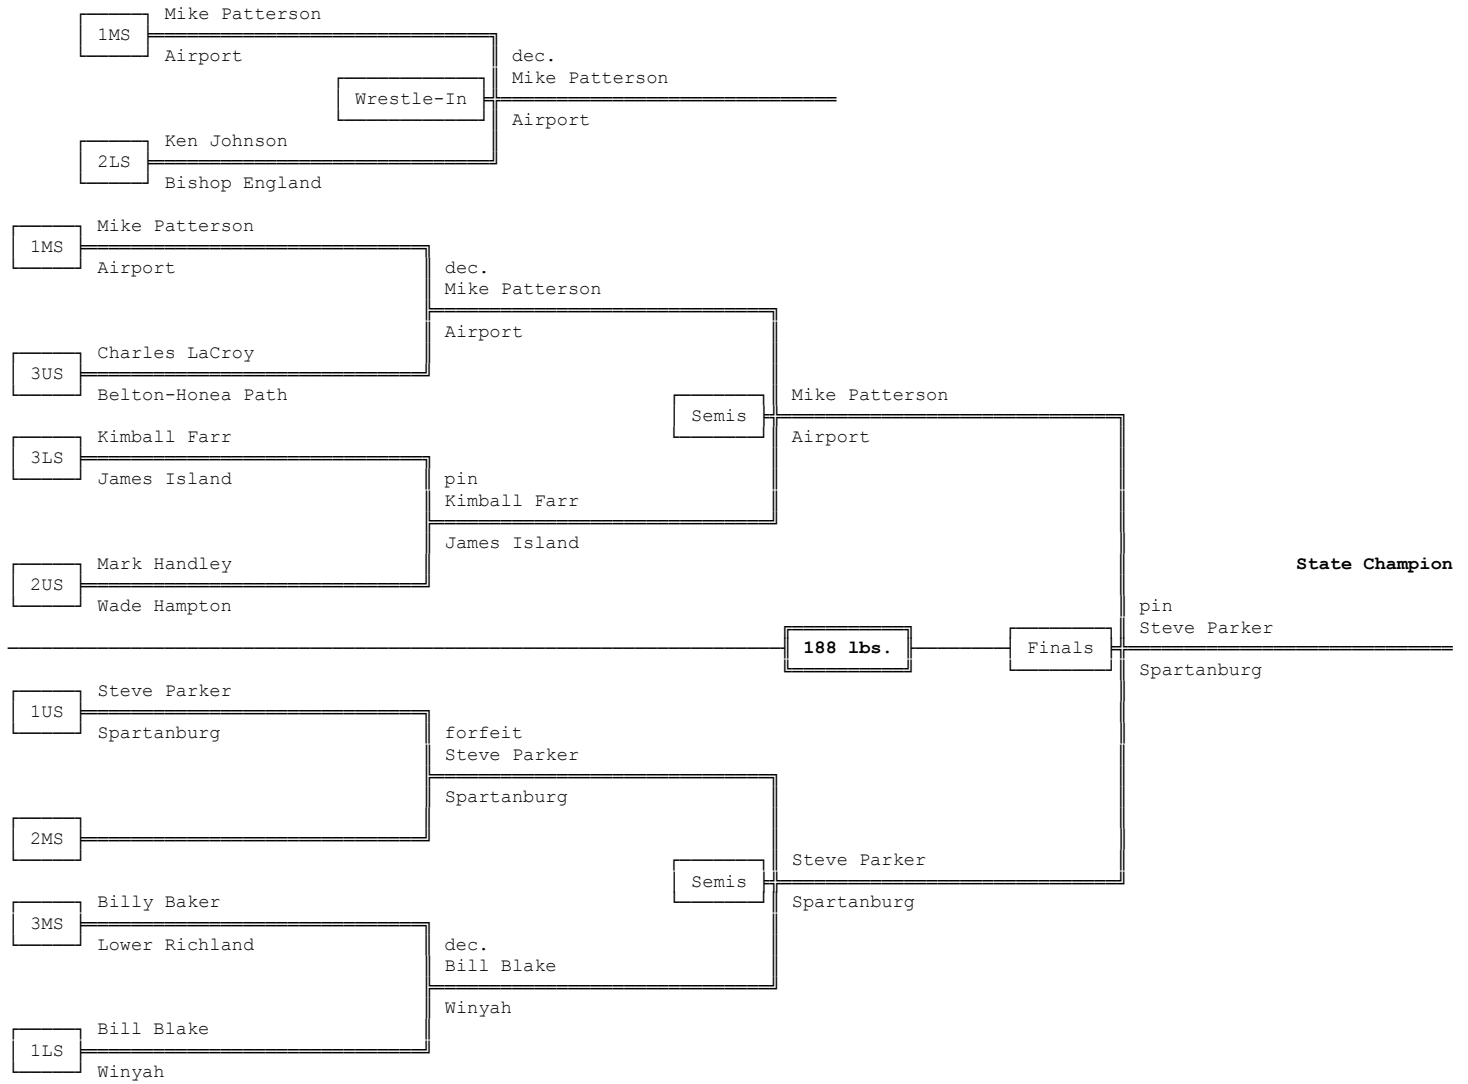 Mike Patterson
1MS
Airport
dec.
Mike Patterson
Wrestle-In
Airport
Ken Johnson
2LS
Bishop England
Mike Patterson
1MS
Airport
dec.
Mike Patterson
Airport
Charles LaCroy
3US
Belton-Honea Path
Mike Patterson
Semis
Airport
Kimball Farr
3LS
James Island
pin
Kimball Farr
James Island
Mark Handley
2US
Wade Hampton
State Champion
pin
Steve Parker
188 lbs.
Finals
Spartanburg
Steve Parker
1US
Spartanburg
forfeit
Steve Parker
Spartanburg
2MS
Steve Parker
Semis
Spartanburg
Billy Baker
3MS
Lower Richland
dec.
Bill Blake
Winyah
Bill Blake
1LS
Winyah